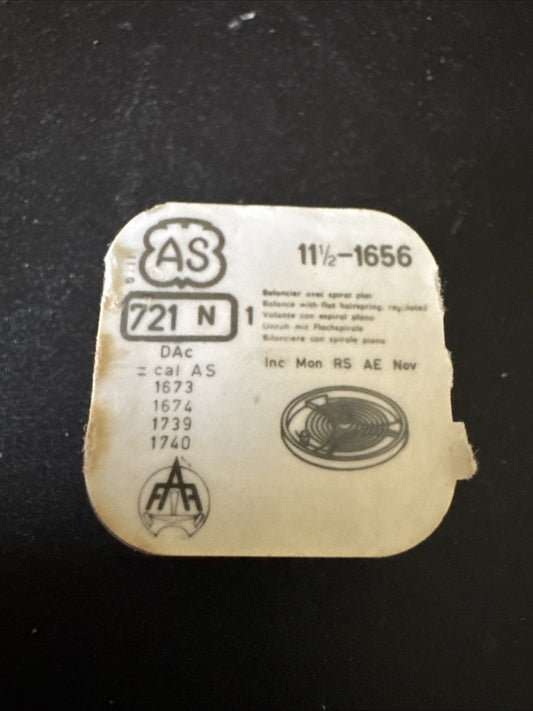 AS
11½-1656
721 N 1
Balancier avec spiral plat
Balance with flat hairspring, regulated
Volante con espiral plano
Unruh mit Flachspirale
Bilanciere con spirale piana
Inc Mon RS AE Nov
DAc
= cal AS
1673
1674
1739
1740